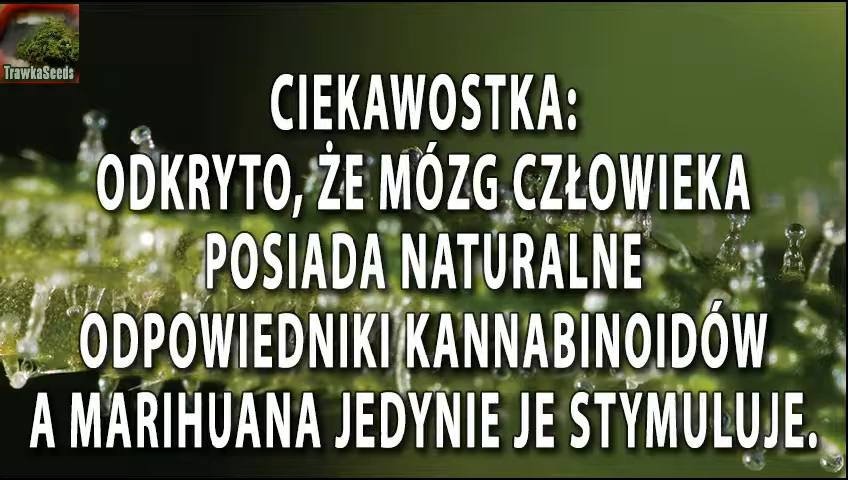 TrawkaSeeds
CIEKAWOSTKA:
ODKRYTO, ŻE MÓZG CZŁOWIEKA
POSIADA NATURALNE
ODPOWIEDNIKI KANNABINOIDÓW
A MARIHUANA JEDYNIE JE STYMULUJE.